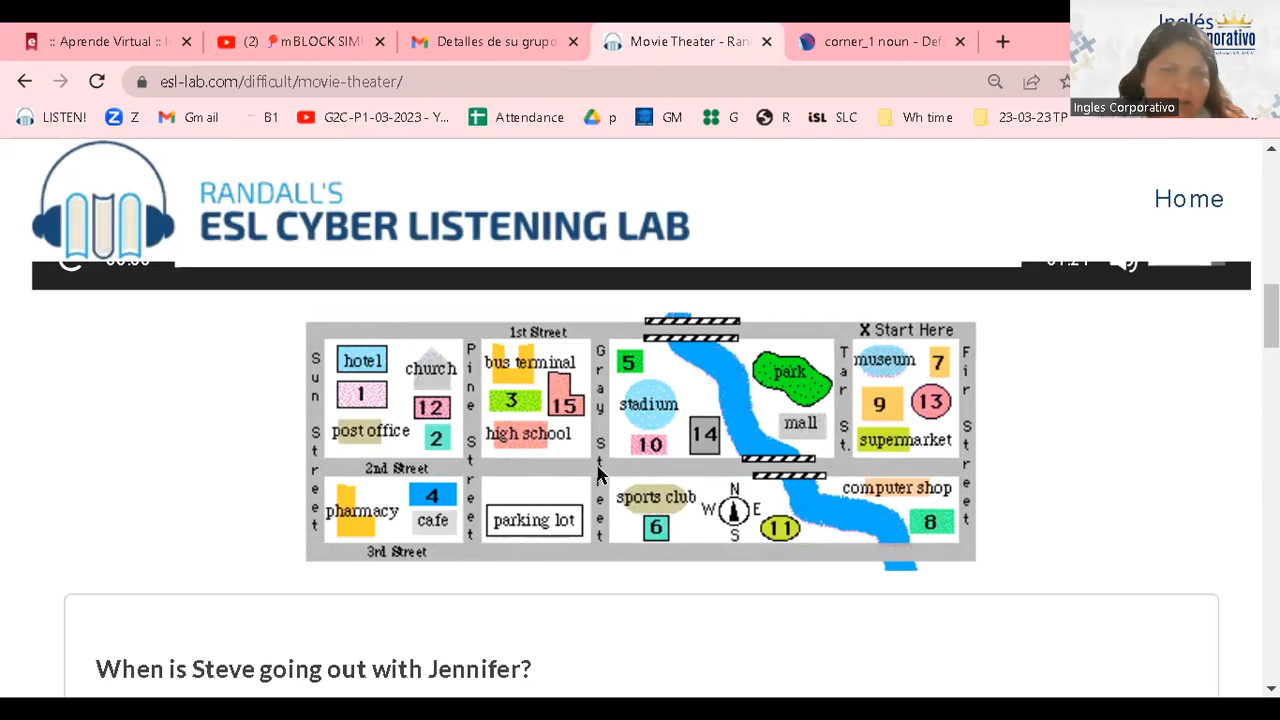 :: Aprende Virtual :: I
(2) mBLOCK SIM
Detalles de su grupo
Movie Theater - Ran
corner_1 noun - Def
esl-lab.com/difficult/movie-theater/
Inglés
Corporativo
Ingles Corporativo
LISTEN!
Z
Gmail
B1
G2C-P1-03-2023 - Y...
Attendance
p
GM
G
R
iSL SLC
Wh time
23-03-23TP
RANDALL'S
ESL CYBER LISTENING LAB
Home
1st Street
X Start Here
Sun Street
hotel
church
1
12
post office
2
Pine Street
bus terminal
3
15
high school
Gray Street
5
stadium
10
14
park
mall
Tar St.
museum
7
9
13
supermarket
Fir Street
2nd Street
pharmacy
4
cafe
parking lot
sports club
6
N
W E
S
11
computer shop
8
3rd Street
When is Steve going out with Jennifer?